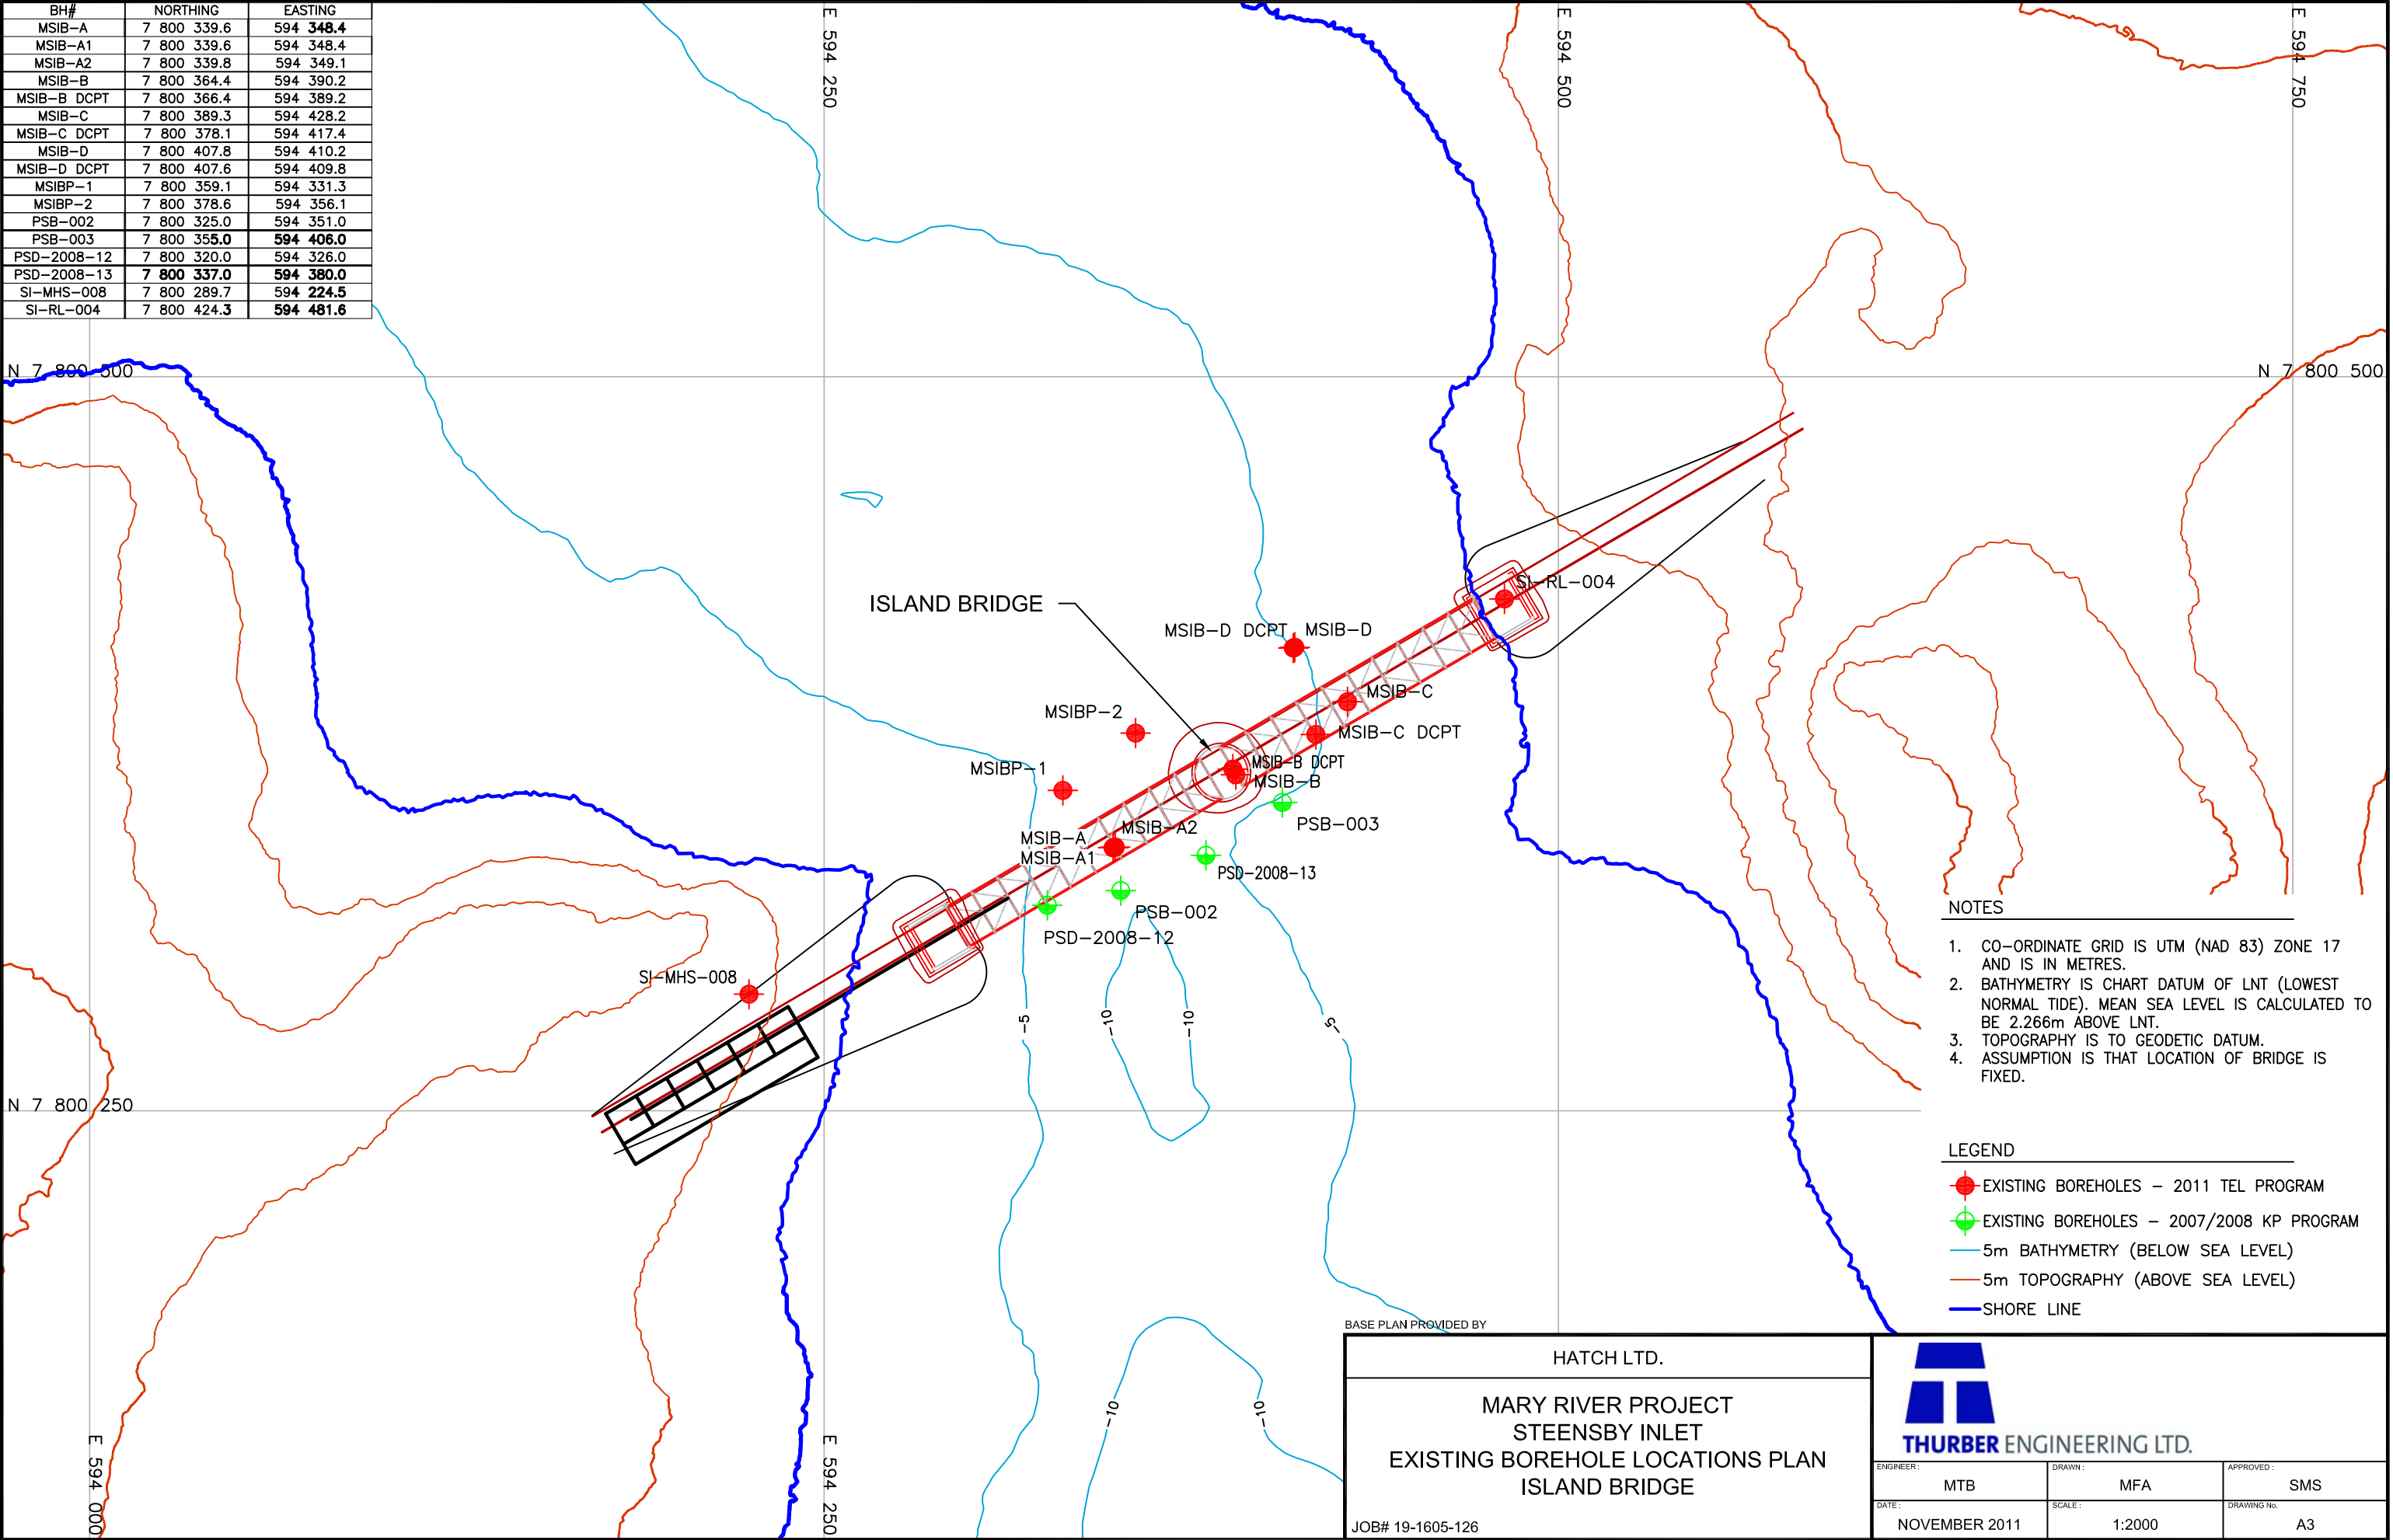 BH# NORTHING EASTING
MSIB-A 7 800 339.6 594 348.4
MSIB-A1 7 800 339.6 594 348.4
MSIB-A2 7 800 339.8 594 349.1
MSIB-B 7 800 364.4 594 390.2
MSIB-B DCPT 7 800 366.4 594 389.2
MSIB-C 7 800 389.3 594 428.2
MSIB-C DCPT 7 800 378.1 594 417.4
MSIB-D 7 800 407.8 594 410.2
MSIB-D DCPT 7 800 407.6 594 409.8
MSIBP-1 7 800 359.1 594 331.3
MSIBP-2 7 800 378.6 594 356.1
PSB-002 7 800 325.0 594 351.0
PSB-003 7 800 355.0 594 406.0
PSD-2008-12 7 800 320.0 594 326.0
PSD-2008-13 7 800 337.0 594 380.0
SI-MHS-008 7 800 289.7 594 224.5
SI-RL-004 7 800 424.3 594 481.6
E 594 250
E 594 500
E 594 750
N 7 800 500
N 7 800 500
ISLAND BRIDGE
SI-RL-004
MSIB-D DCPT
MSIB-D
MSIB-C
MSIBP-2
MSIB-C DCPT
MSIB-B DCPT
MSIBP-1
MSIB-B
PSB-003
MSIB-A2
MSIB-A
MSIB-A1
PSD-2008-13
PSB-002
PSD-2008-12
SI-MHS-008
-5
-10
-10
-5
N 7 800 250
-10
-10
E 594 000
E 594 250
NOTES
1. CO-ORDINATE GRID IS UTM (NAD 83) ZONE 17
AND IS IN METRES.
2. BATHYMETRY IS CHART DATUM OF LNT (LOWEST
NORMAL TIDE). MEAN SEA LEVEL IS CALCULATED TO
BE 2.266m ABOVE LNT.
3. TOPOGRAPHY IS TO GEODETIC DATUM.
4. ASSUMPTION IS THAT LOCATION OF BRIDGE IS
FIXED.
LEGEND
EXISTING BOREHOLES - 2011 TEL PROGRAM
EXISTING BOREHOLES - 2007/2008 KP PROGRAM
5m BATHYMETRY (BELOW SEA LEVEL)
5m TOPOGRAPHY (ABOVE SEA LEVEL)
SHORE LINE
BASE PLAN PROVIDED BY
HATCH LTD.
MARY RIVER PROJECT
STEENSBY INLET
EXISTING BOREHOLE LOCATIONS PLAN
ISLAND BRIDGE
JOB# 19-1605-126
THURBER ENGINEERING LTD.
ENGINEER: MTB
DRAWN: MFA
APPROVED: SMS
DATE: NOVEMBER 2011
SCALE: 1:2000
DRAWING No. A3